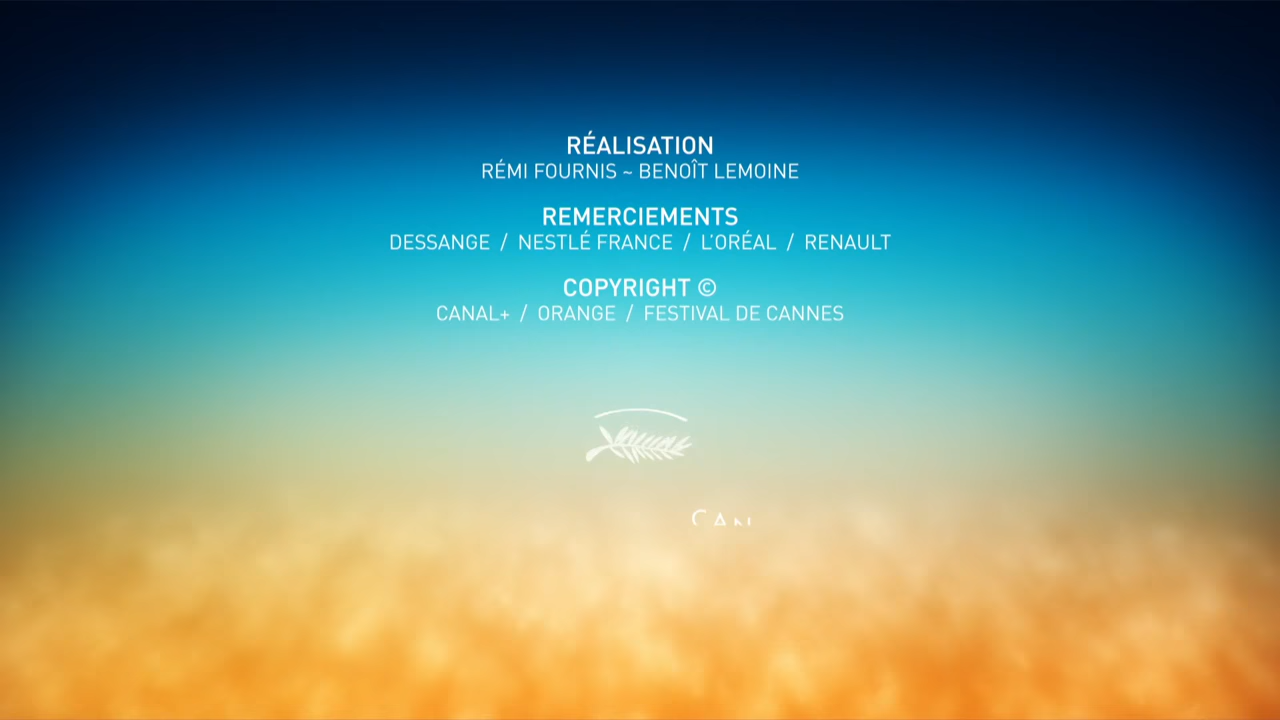 RÉALISATION
RÉMI FOURNIS ~ BENOÎT LEMOINE
REMERCIEMENTS
DESSANGE / NESTLÉ FRANCE / L'ORÉAL / RENAULT
COPYRIGHT ©
CANAL+ / ORANGE / FESTIVAL DE CANNES